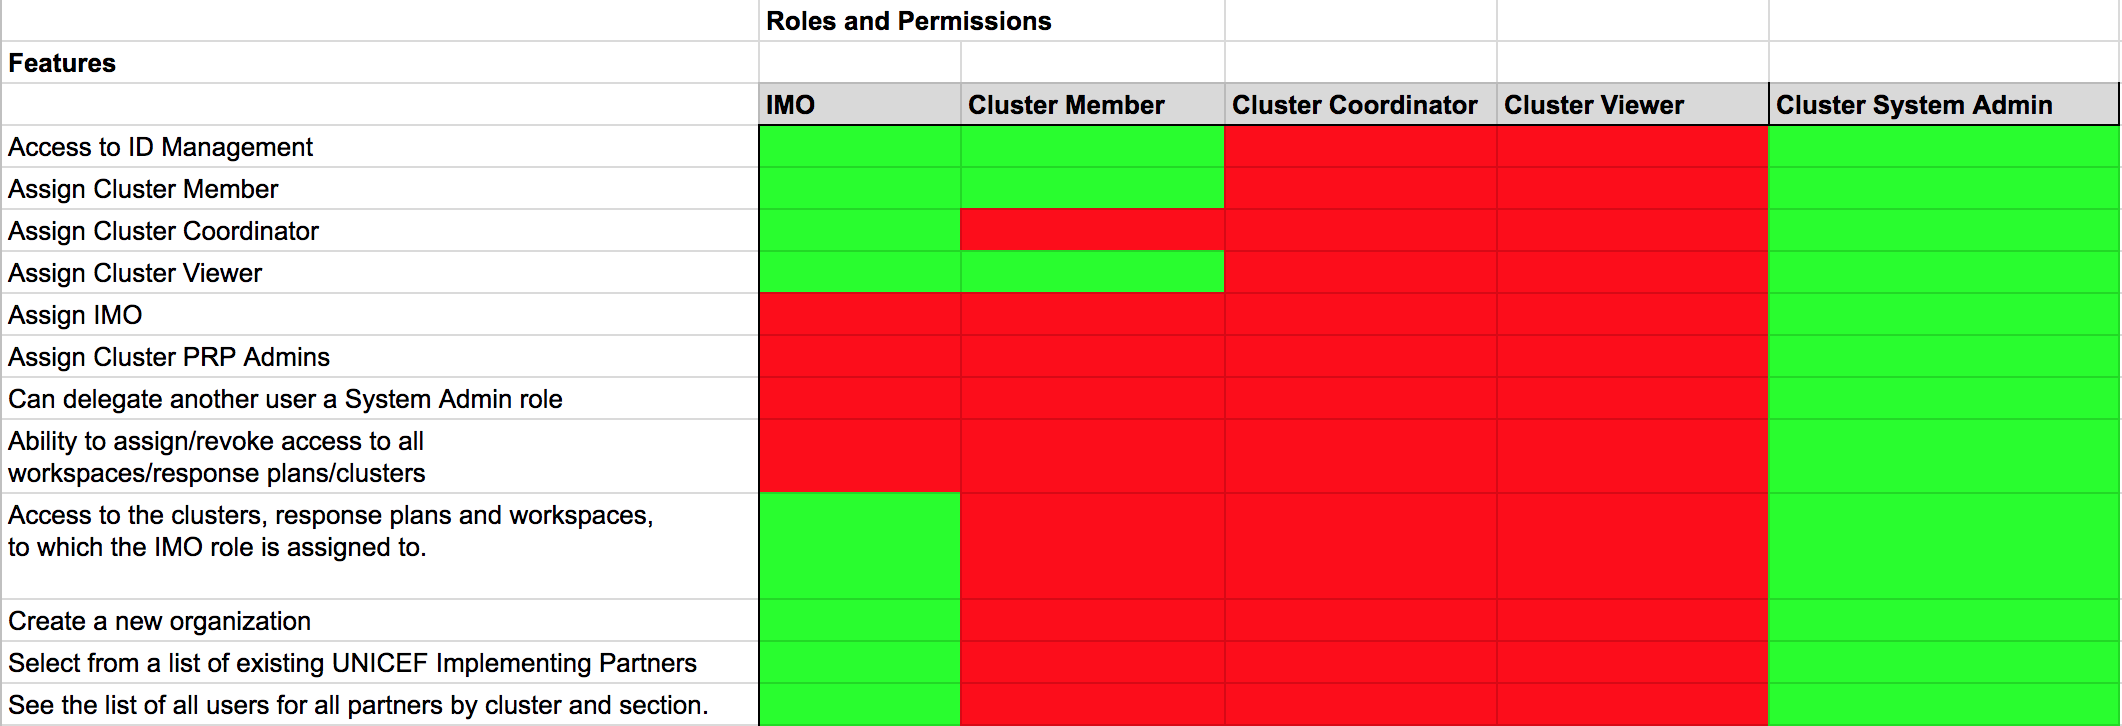 Roles and Permissions
Features
IMO Cluster Member Cluster Coordinator Cluster Viewer Cluster System Admin
Access to ID Management
Assign Cluster Member
Assign Cluster Coordinator
Assign Cluster Viewer
Assign IMO
Assign Cluster PRP Admins
Can delegate another user a System Admin role
Ability to assign/revoke access to all
workspaces/response plans/clusters
Access to the clusters, response plans and workspaces,
to which the IMO role is assigned to.
Create a new organization
Select from a list of existing UNICEF Implementing Partners
See the list of all users for all partners by cluster and section.